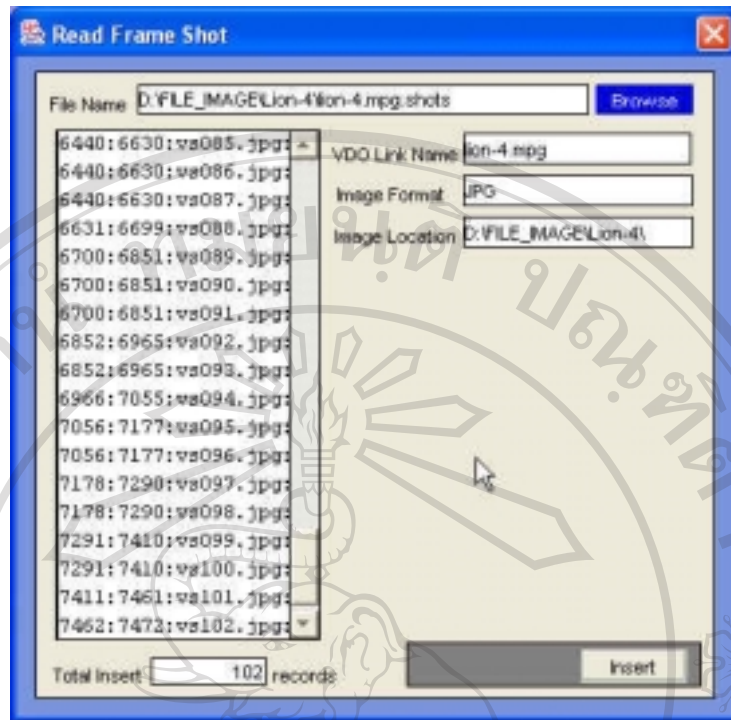 Read Frame Shot
File Name D:\FILE_IMAGE\Lion-4\lion-4.mpg.shots Browse
6440:6630:vs085.jpg:
6440:6630:vs086.jpg:
6440:6630:vs087.jpg:
6631:6699:vs088.jpg:
6700:6851:vs089.jpg:
6700:6851:vs090.jpg:
6700:6851:vs091.jpg:
6852:6965:vs092.jpg:
6852:6965:vs093.jpg:
6966:7055:vs094.jpg:
7056:7177:vs095.jpg:
7056:7177:vs096.jpg:
7178:7290:vs097.jpg:
7178:7290:vs098.jpg:
7291:7410:vs099.jpg:
7291:7410:vs100.jpg:
7411:7461:vs101.jpg:
7462:7472:vs102.jpg:
VDO Link Name lion-4.mpg
Image Format JPG
Image Location D:\FILE_IMAGE\Lion-4\
Total Insert 102 records
Insert